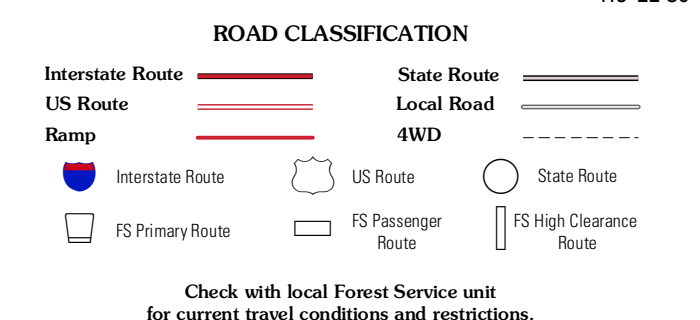 ROAD CLASSIFICATION
Interstate Route State Route
US Route Local Road
Ramp 4WD
Interstate Route US Route State Route
FS Primary Route FS Passenger Route FS High Clearance Route
Check with local Forest Service unit
for current travel conditions and restrictions.